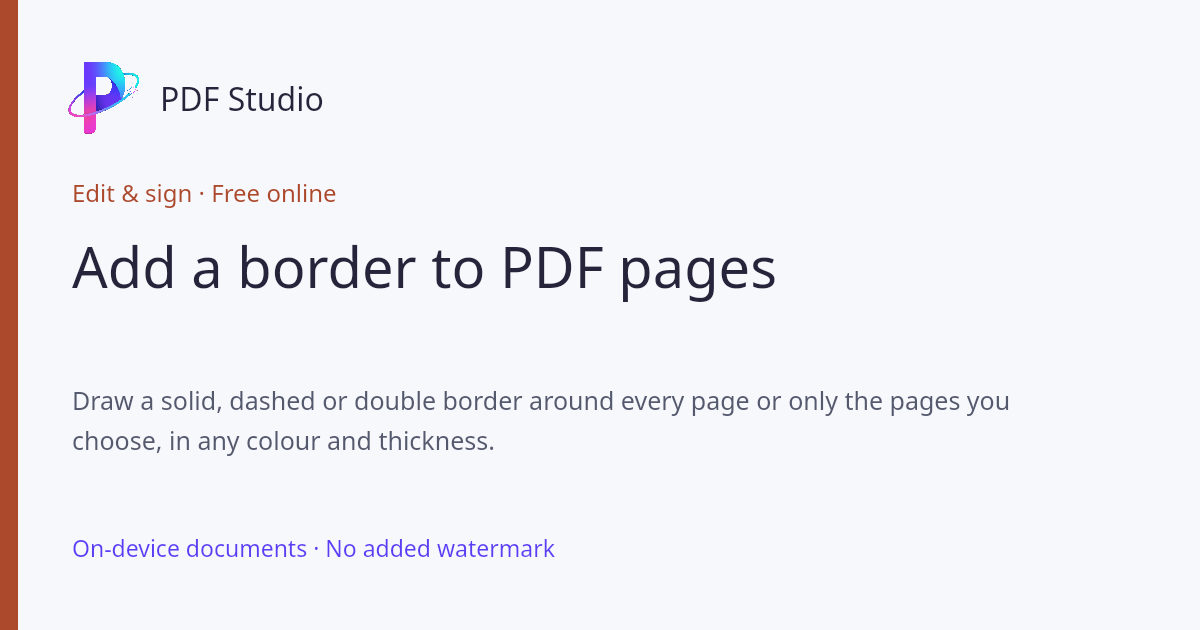 PDF Studio
Edit & sign · Free online
Add a border to PDF pages
Draw a solid, dashed or double border around every page or only the pages you
choose, in any colour and thickness.
On-device documents · No added watermark